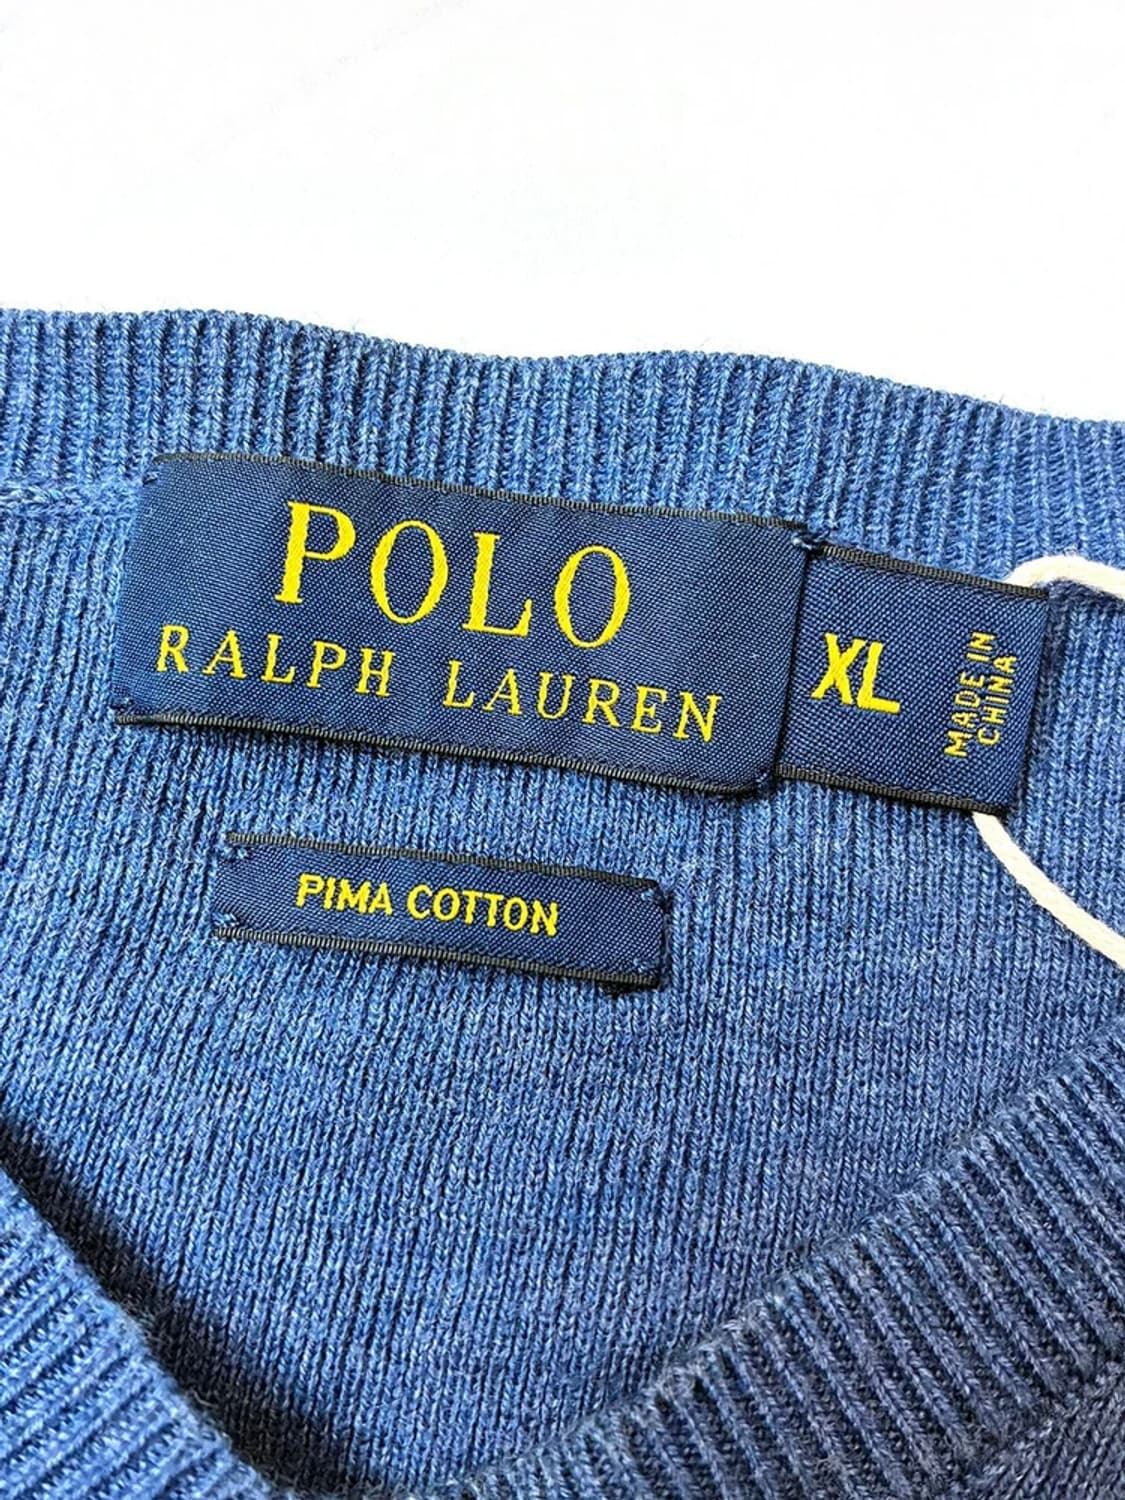 POLO
RALPH LAUREN
XL
MADE IN
CHINA
PIMA COTTON